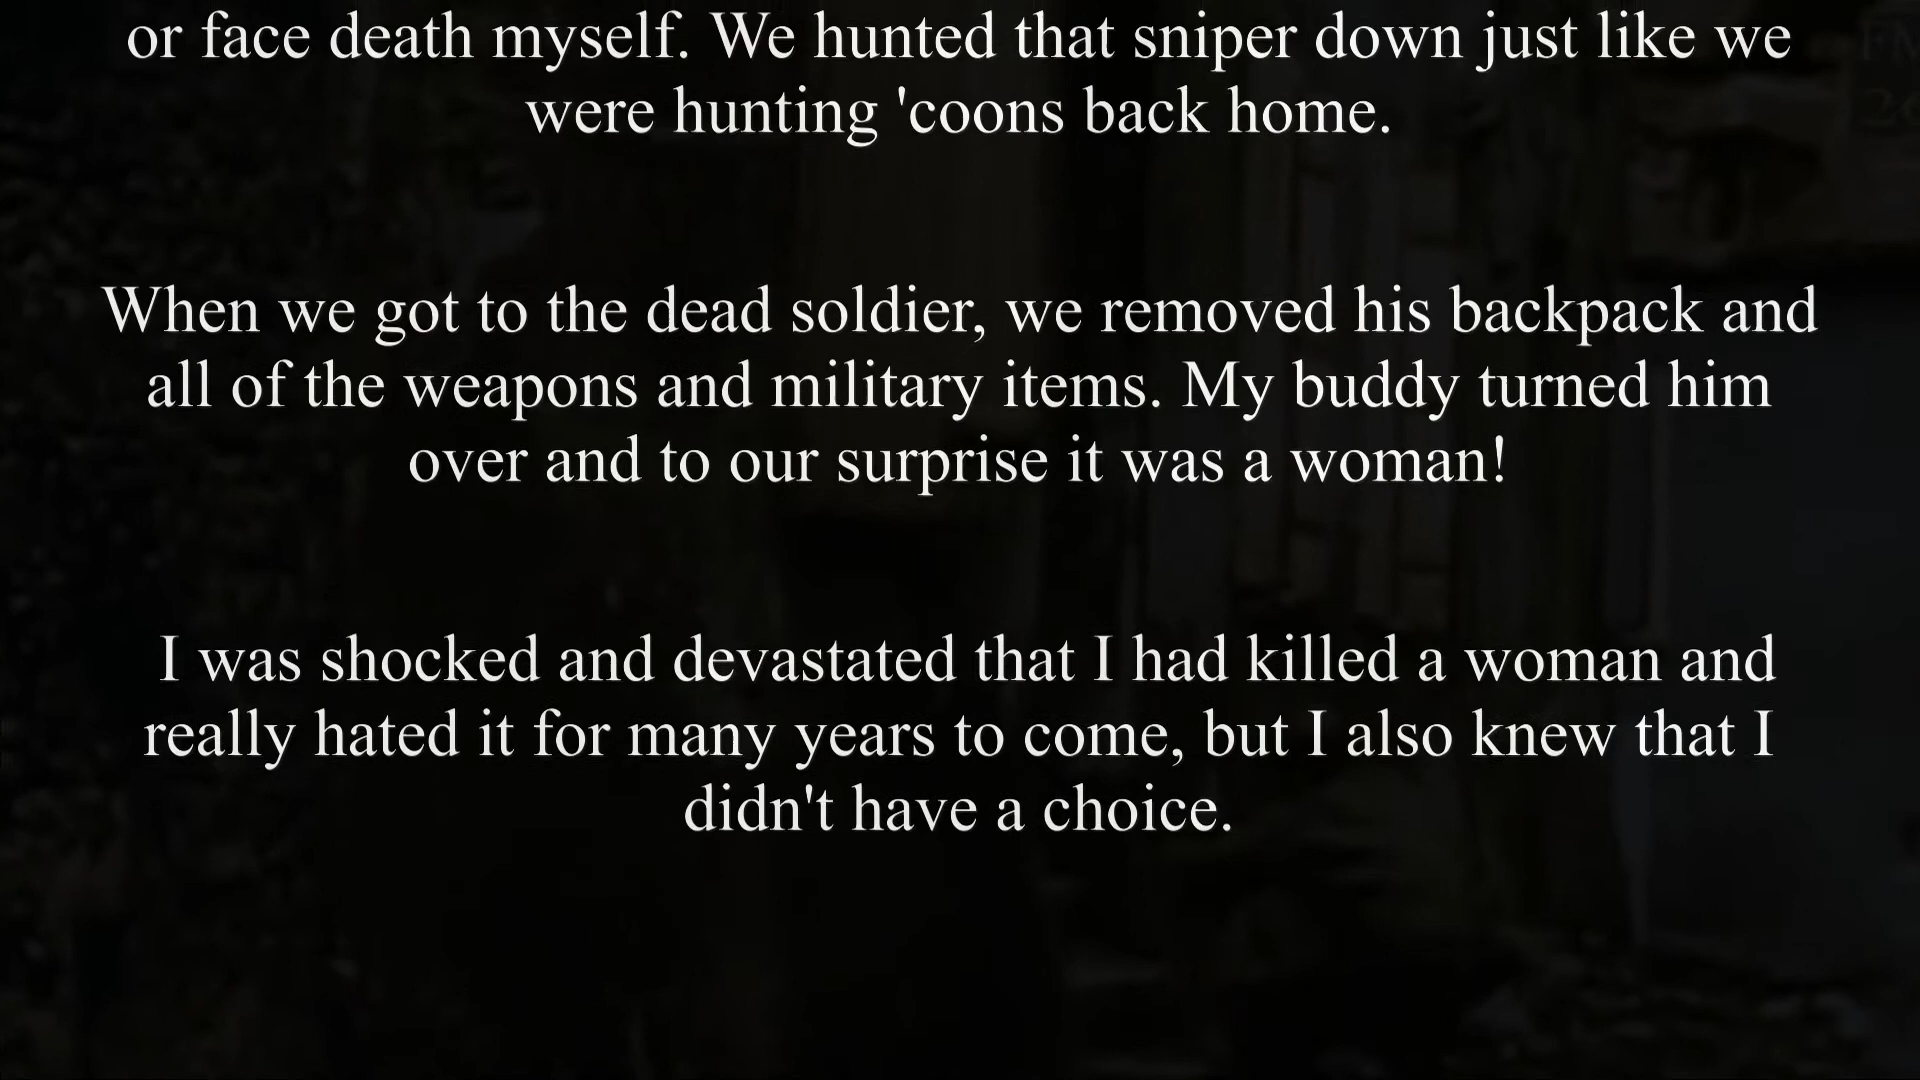 or face death myself. We hunted that sniper down just like we
were hunting 'coons back home.
When we got to the dead soldier, we removed his backpack and
all of the weapons and military items. My buddy turned him
over and to our surprise it was a woman!
I was shocked and devastated that I had killed a woman and
really hated it for many years to come, but I also knew that I
didn't have a choice.